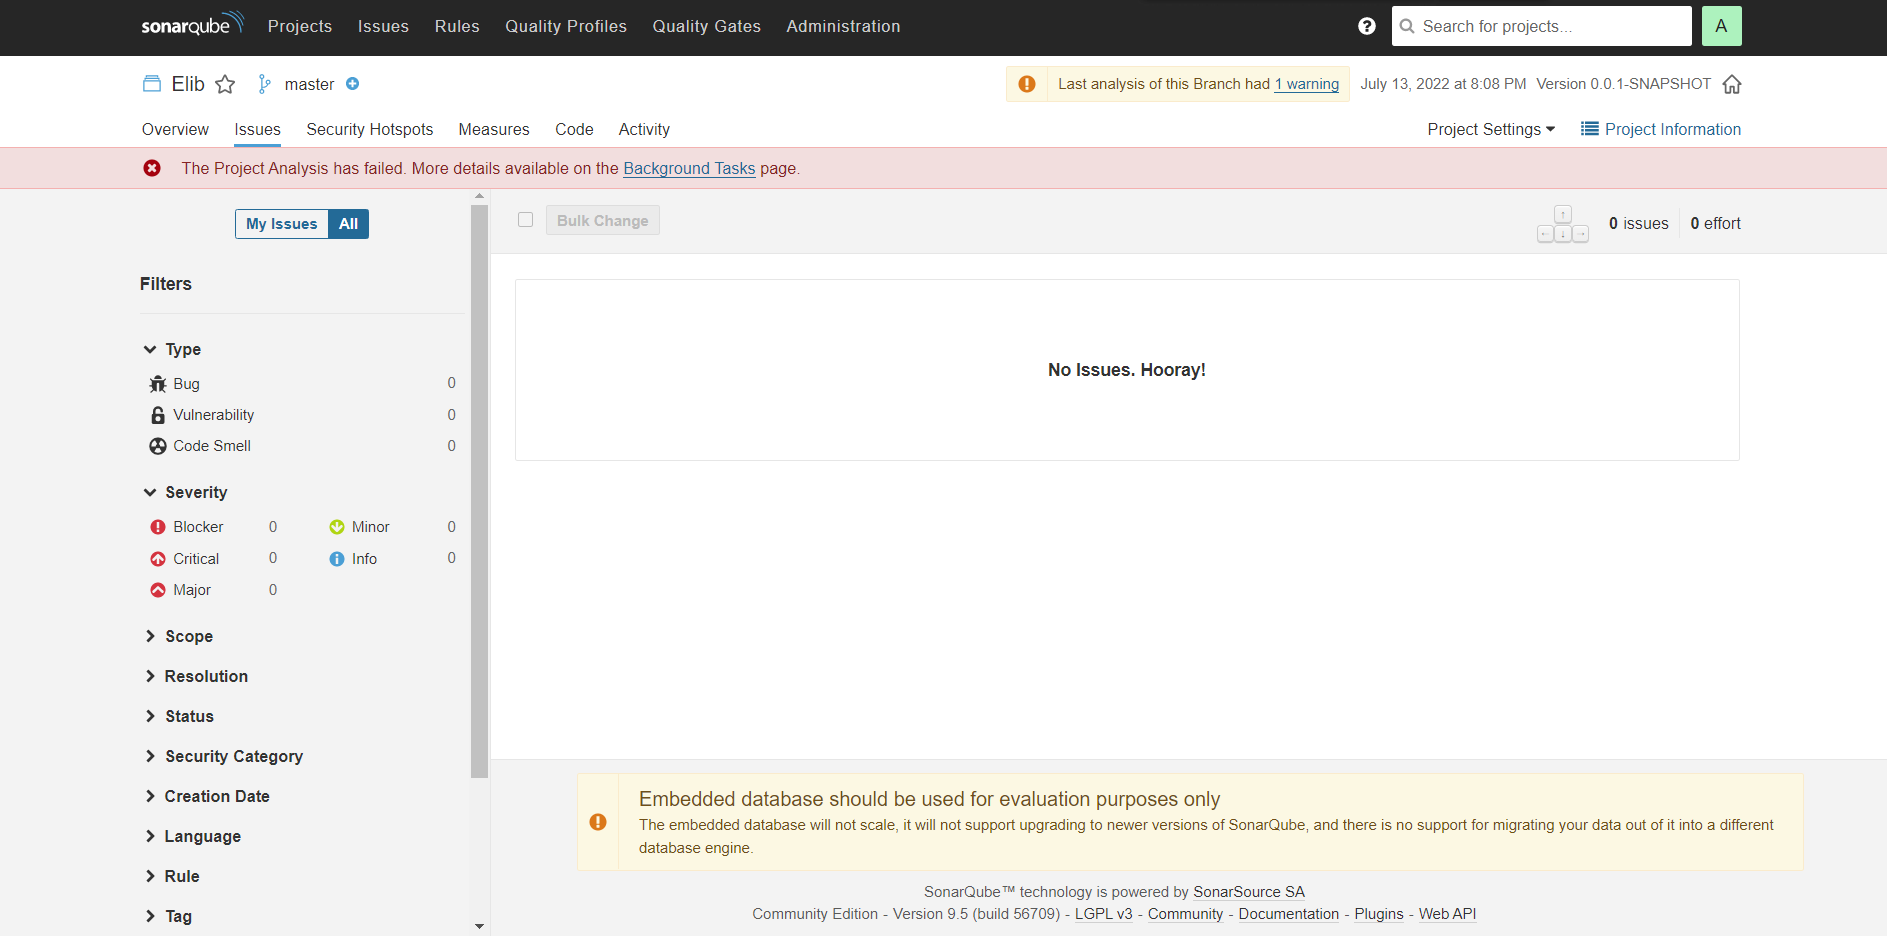 sonarqube Projects Issues Rules Quality Profiles Quality Gates Administration ? Search for projects... A
Elib master Last analysis of this Branch had 1 warning July 13, 2022 at 8:08 PM Version 0.0.1-SNAPSHOT
Overview Issues Security Hotspots Measures Code Activity Project Settings Project Information
The Project Analysis has failed. More details available on the Background Tasks page.
My Issues All
Bulk Change
0 issues 0 effort
Filters
Type
Bug 0
Vulnerability 0
Code Smell 0
Severity
Blocker 0 Minor 0
Critical 0 Info 0
Major 0
Scope
Resolution
Status
Security Category
Creation Date
Language
Rule
Tag
No Issues. Hooray!
Embedded database should be used for evaluation purposes only
The embedded database will not scale, it will not support upgrading to newer versions of SonarQube, and there is no support for migrating your data out of it into a different
database engine.
SonarQube™ technology is powered by SonarSource SA
Community Edition - Version 9.5 (build 56709) - LGPL v3 - Community - Documentation - Plugins - Web API